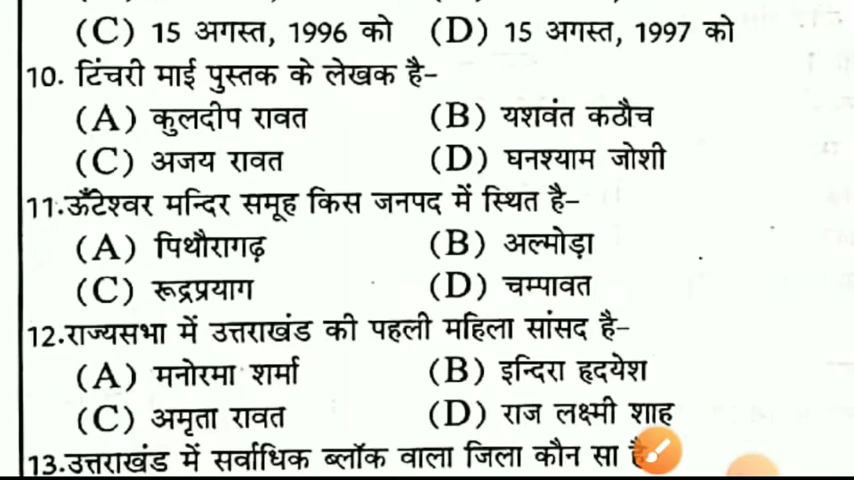 (C) 15 अगस्त, 1996 को (D) 15 अगस्त, 1997 को
10. टिंचरी माई पुस्तक के लेखक है–
(A) कुलदीप रावत (B) यशवंत कठौच
(C) अजय रावत (D) घनश्याम जोशी
11.ऊँटेश्वर मन्दिर समूह किस जनपद में स्थित है–
(A) पिथौरागढ़ (B) अल्मोड़ा
(C) रूद्रप्रयाग (D) चम्पावत
12.राज्यसभा में उत्तराखंड की पहली महिला सांसद है–
(A) मनोरमा शर्मा (B) इन्दिरा हृदयेश
(C) अमृता रावत (D) राज लक्ष्मी शाह
13.उत्तराखंड में सर्वाधिक ब्लॉक वाला जिला कौन सा